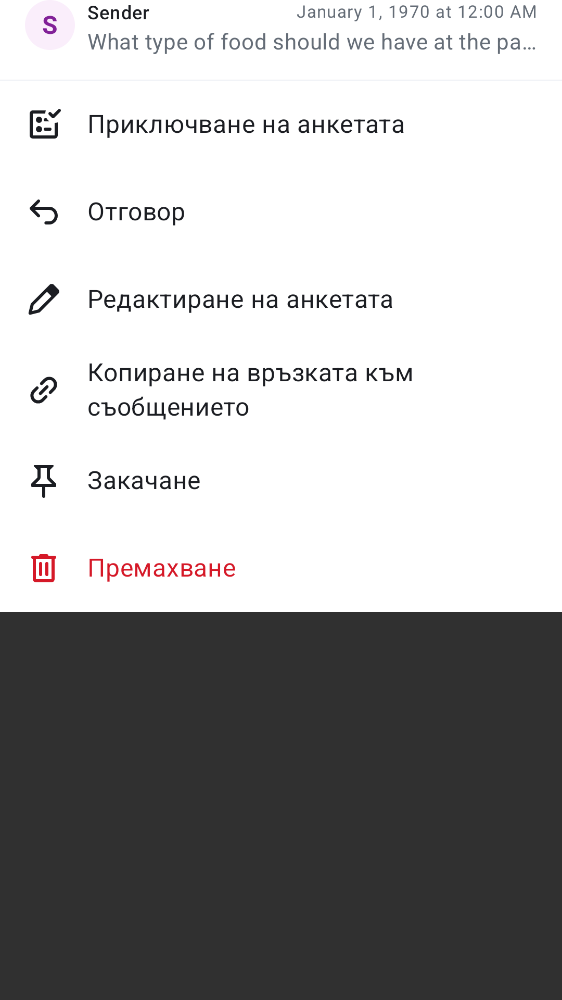 S
Sender
January 1, 1970 at 12:00 AM
What type of food should we have at the pa…
Приключване на анкетата
Отговор
Редактиране на анкетата
Копиране на връзката към
съобщението
Закачане
Премахване